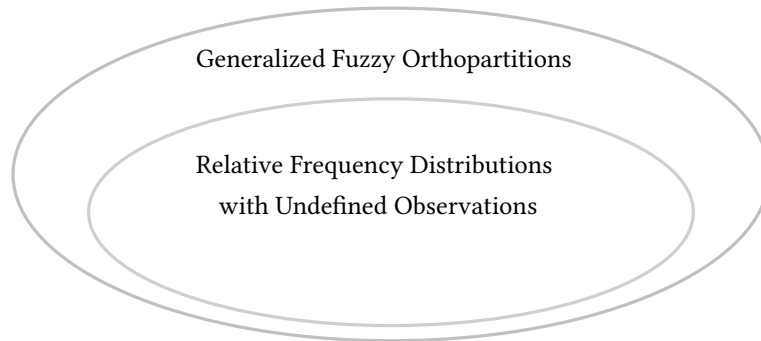 Generalized Fuzzy Orthopartitions
Relative Frequency Distributions
with Undefined Observations